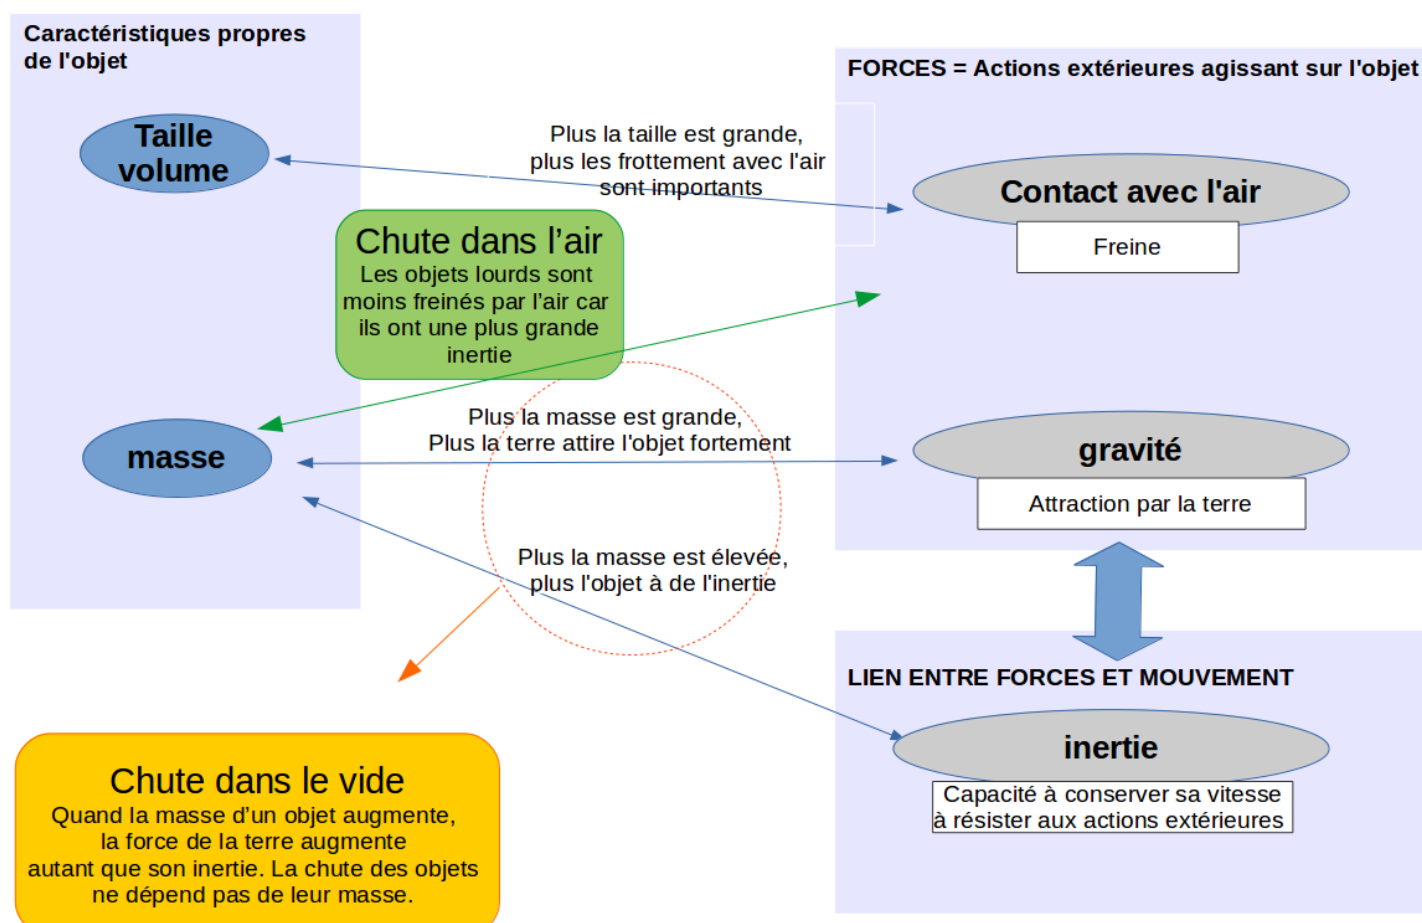 Caractéristiques propres
de l'objet
FORCES = Actions extérieures agissant sur l'objet
Taille
volume
Plus la taille est grande,
plus les frottement avec l'air
sont importants
Contact avec l'air
Freine
Chute dans l'air
Les objets lourds sont
moins freinés par l'air car
ils ont une plus grande
inertie
masse
Plus la masse est grande,
Plus la terre attire l'objet fortement
gravité
Attraction par la terre
Plus la masse est élevée,
plus l'objet à de l'inertie
LIEN ENTRE FORCES ET MOUVEMENT
inertie
Capacité à conserver sa vitesse
à résister aux actions extérieures
Chute dans le vide
Quand la masse d'un objet augmente,
la force de la terre augmente
autant que son inertie. La chute des objets
ne dépend pas de leur masse.